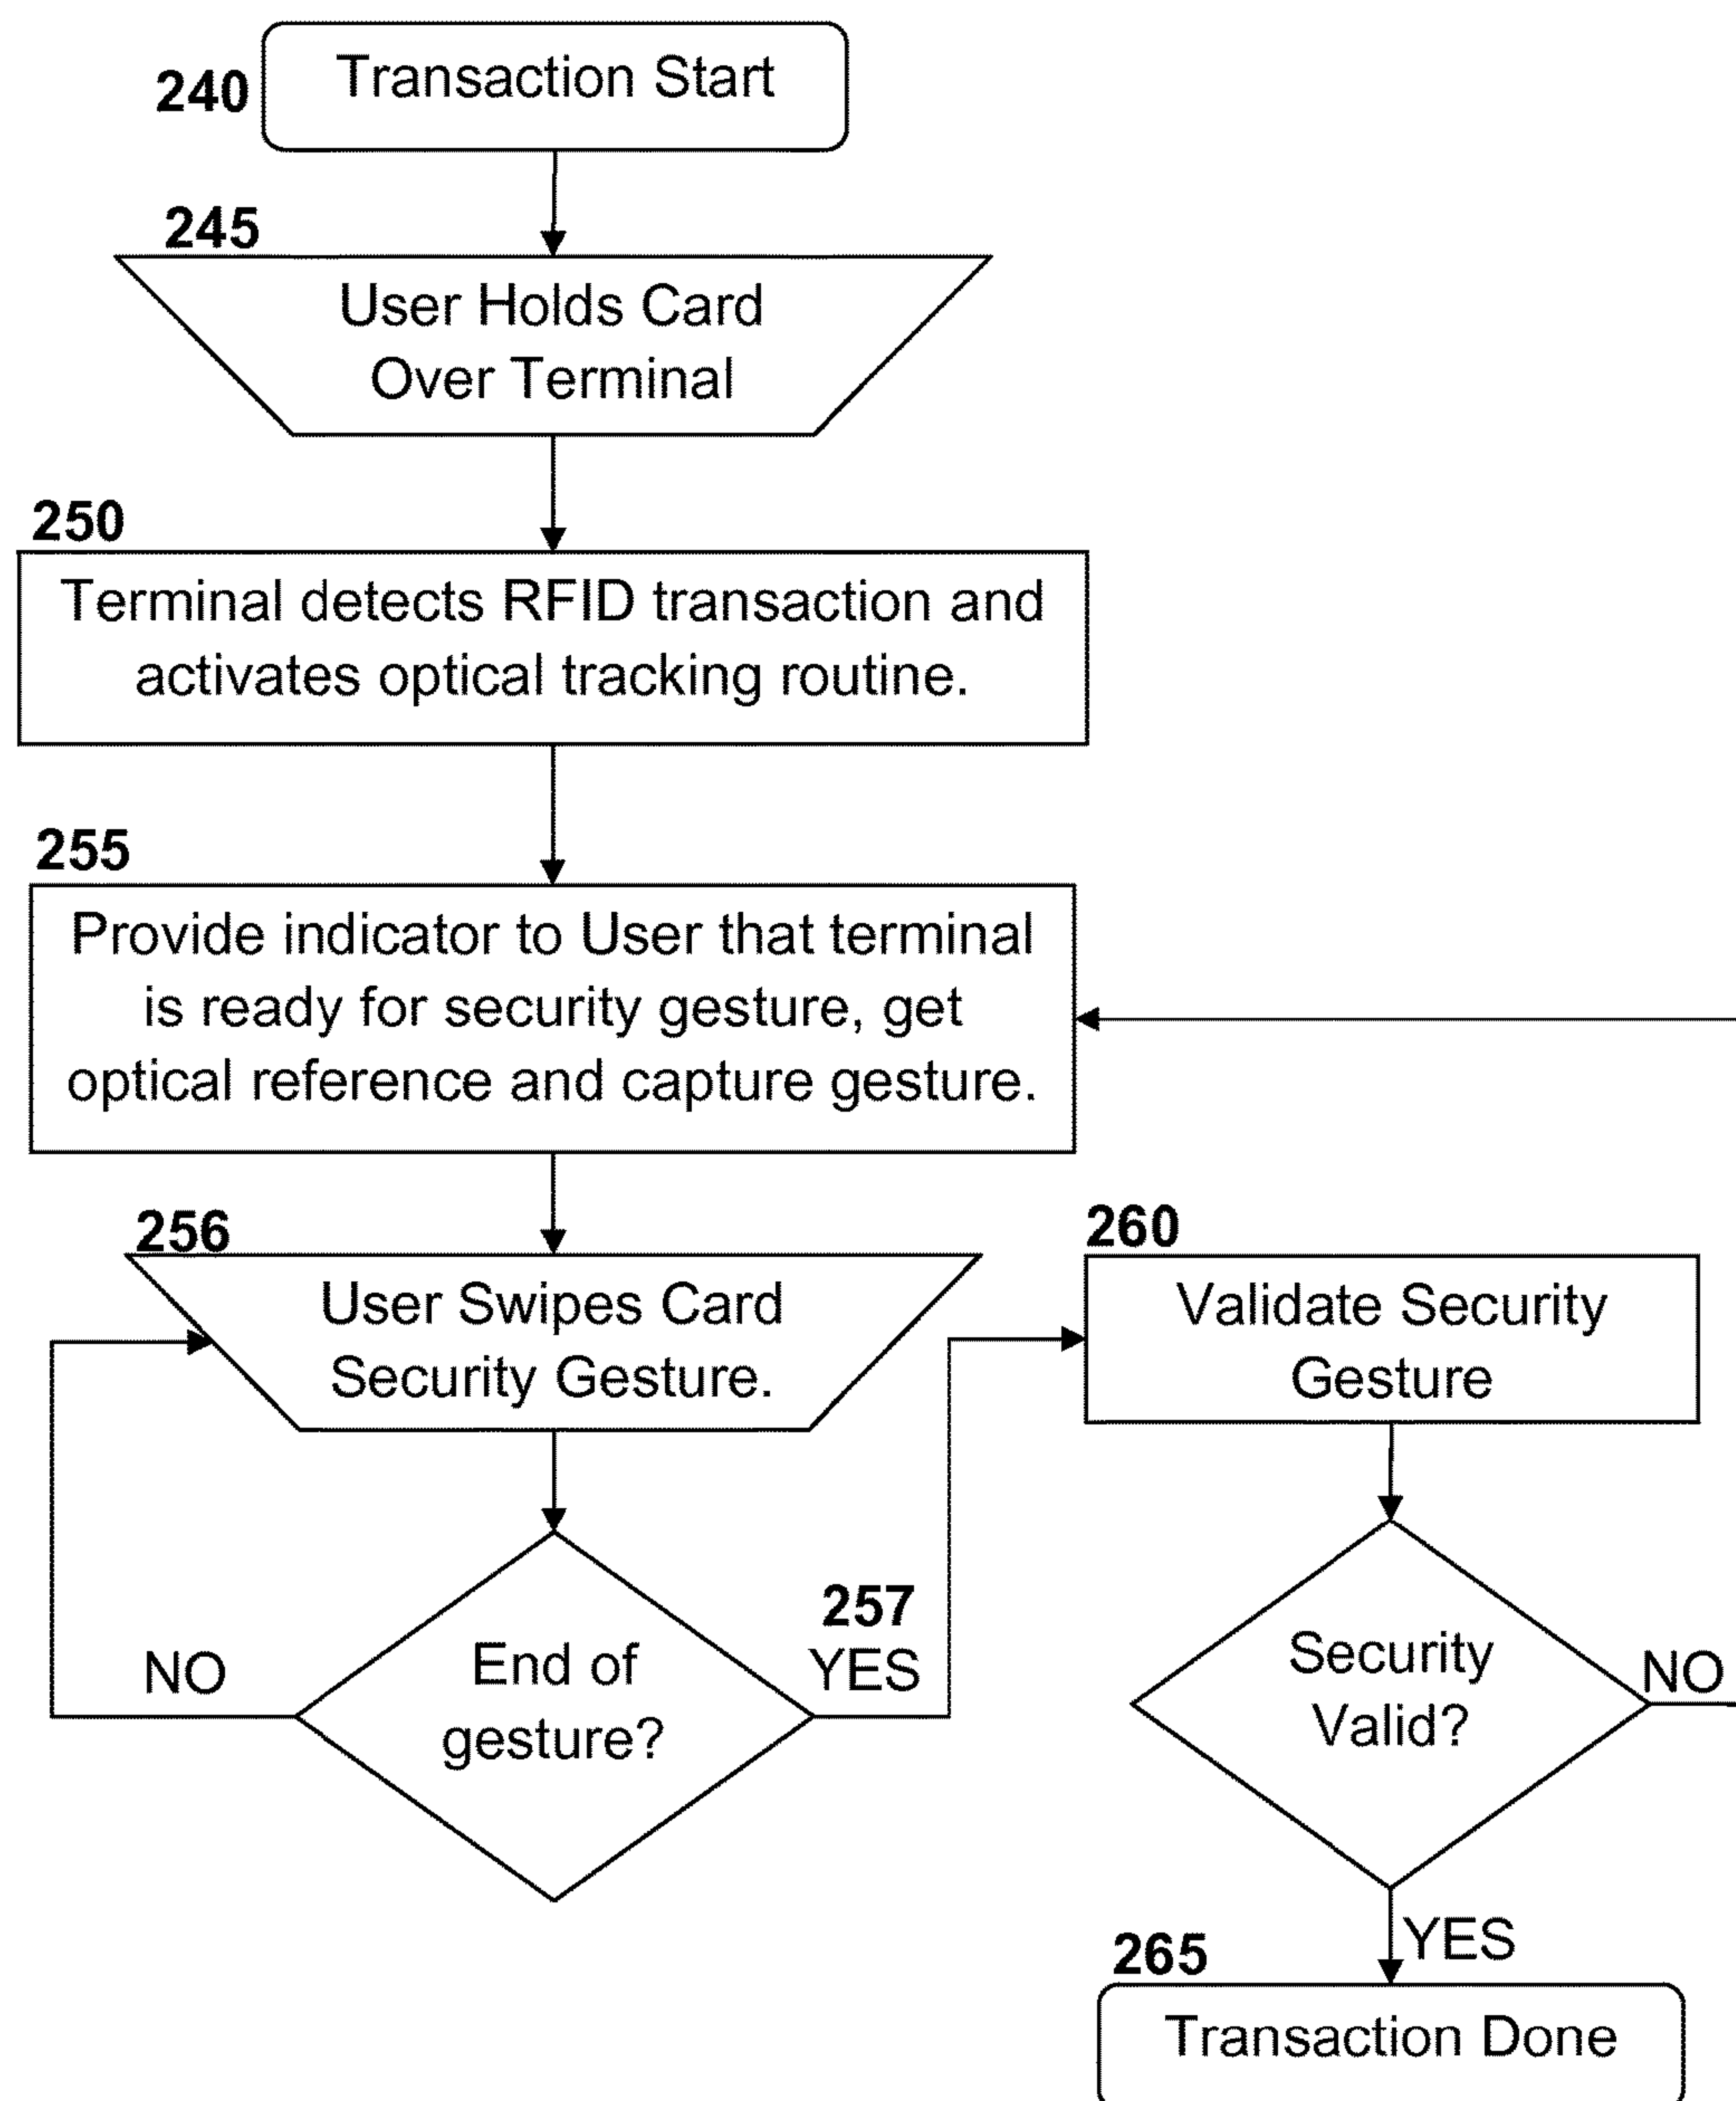 240
Transaction Start
245
User Holds Card
Over Terminal
250
Terminal detects RFID transaction and
activates optical tracking routine.
255
Provide indicator to User that terminal
is ready for security gesture, get
optical reference and capture gesture.
256
User Swipes Card
Security Gesture.
260
Validate Security
Gesture
NO
End of
gesture?
257
YES
Security
Valid?
NO
YES
265
Transaction Done